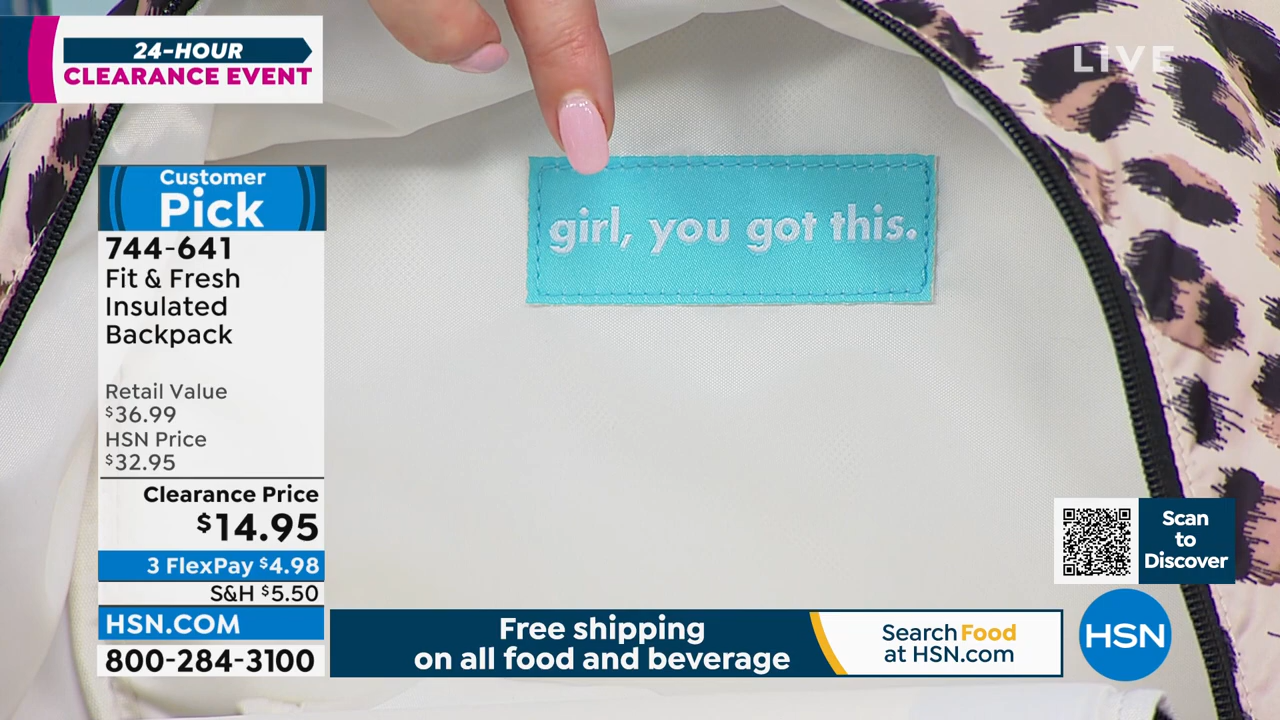 24-HOUR
CLEARANCE EVENT
LIVE
girl, you got this.
Customer
Pick
744-641
Fit & Fresh
Insulated
Backpack
Retail Value
$36.99
HSN Price
$32.95
Clearance Price
$14.95
3 FlexPay $4.98
S&H $5.50
HSN.COM
800-284-3100
Free shipping
on all food and beverage
Search Food
at HSN.com
Scan
to
Discover
HSN